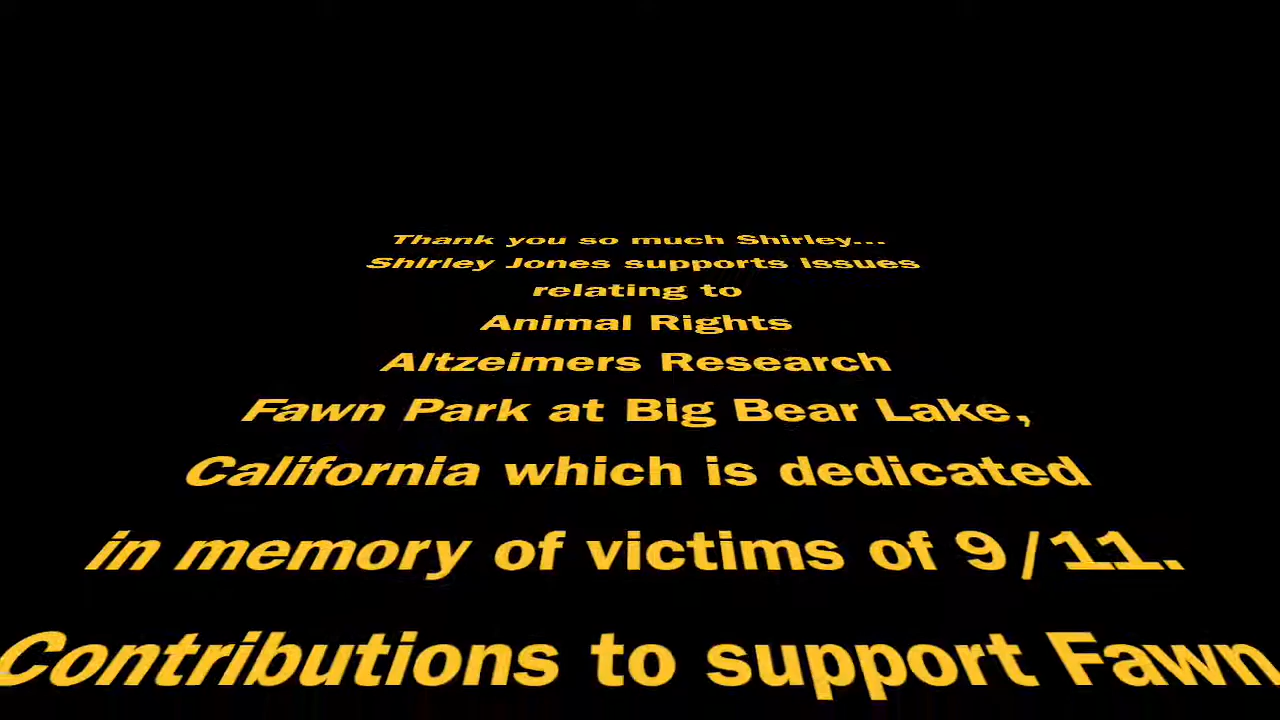 Thank you so much Shirley...
Shirley Jones supports issues
relating to
Animal Rights
Altzeimers Research
Fawn Park at Big Bear Lake,
California which is dedicated
in memory of victims of 9/11.
Contributions to support Fawn